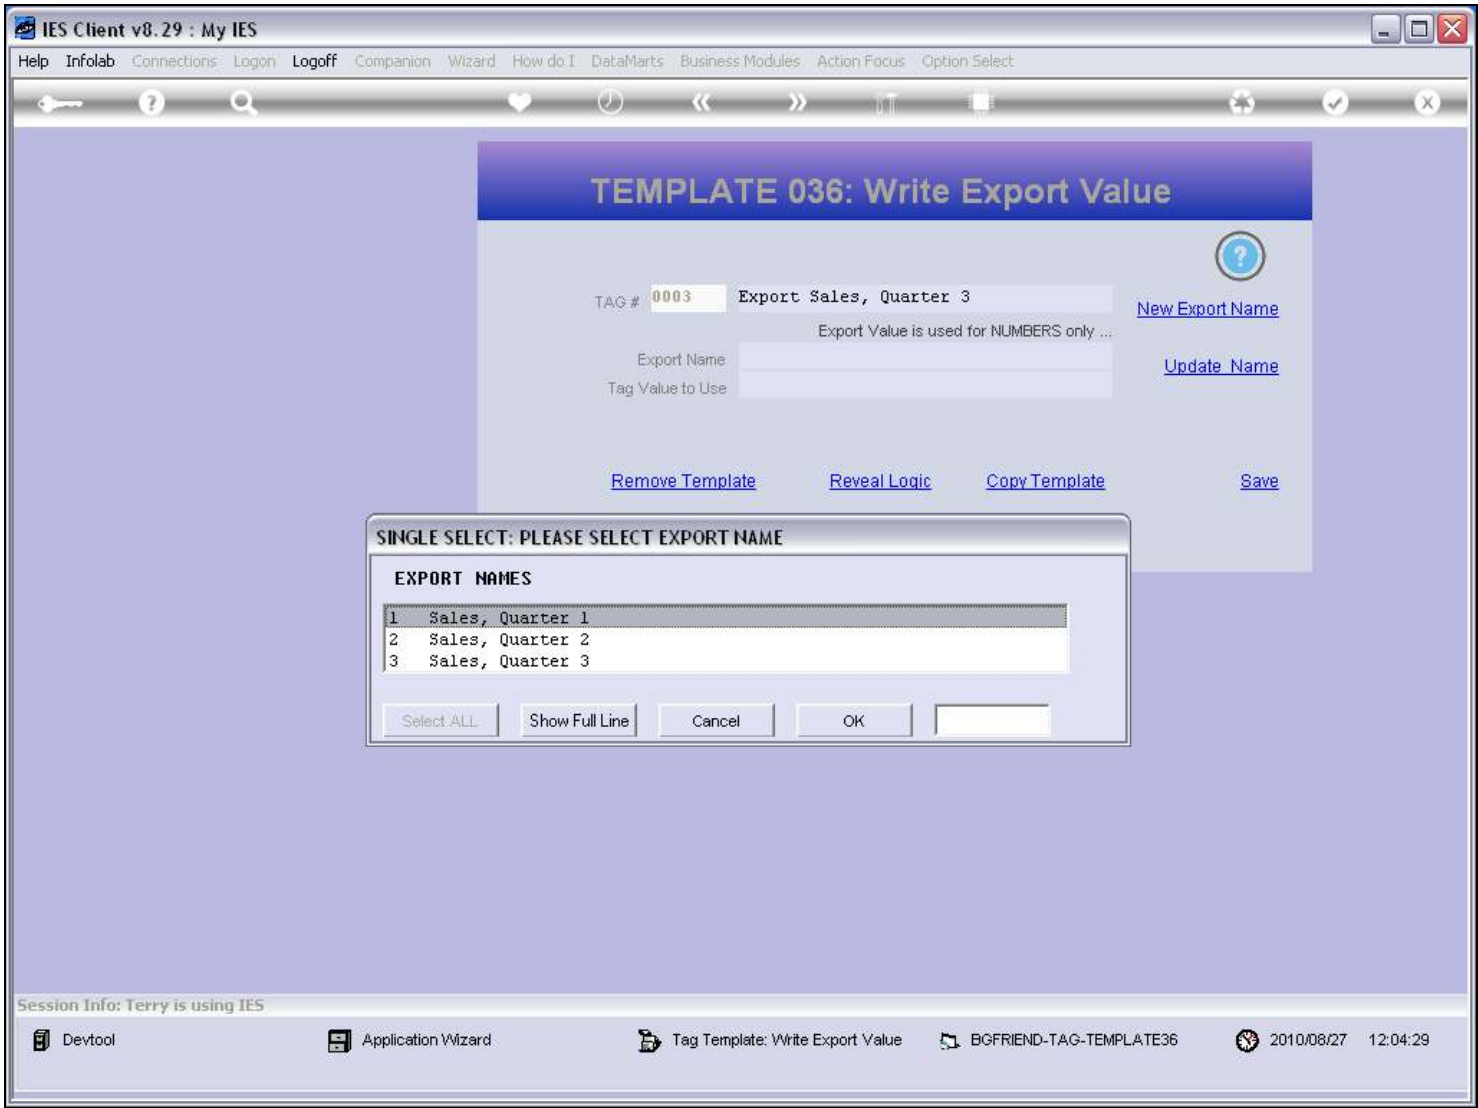 IES Client v8.29 : My IES
Help Infolab Connections Logon Logoff Companion Wizard How do I DataMarts Business Modules Action Focus Option Select
TEMPLATE 036: Write Export Value
TAG # 0003 Export Sales, Quarter 3
New Export Name
Export Value is used for NUMBERS only ...
Export Name
Update Name
Tag Value to Use
Remove Template Reveal Logic Copy Template Save
SINGLE SELECT: PLEASE SELECT EXPORT NAME
EXPORT NAMES
1 Sales, Quarter 1
2 Sales, Quarter 2
3 Sales, Quarter 3
Select ALL Show Full Line Cancel OK
Session Info: Terry is using IES
Devtool Application Wizard Tag Template: Write Export Value BGFRIEND-TAG-TEMPLATE36 2010/08/27 12:04:29